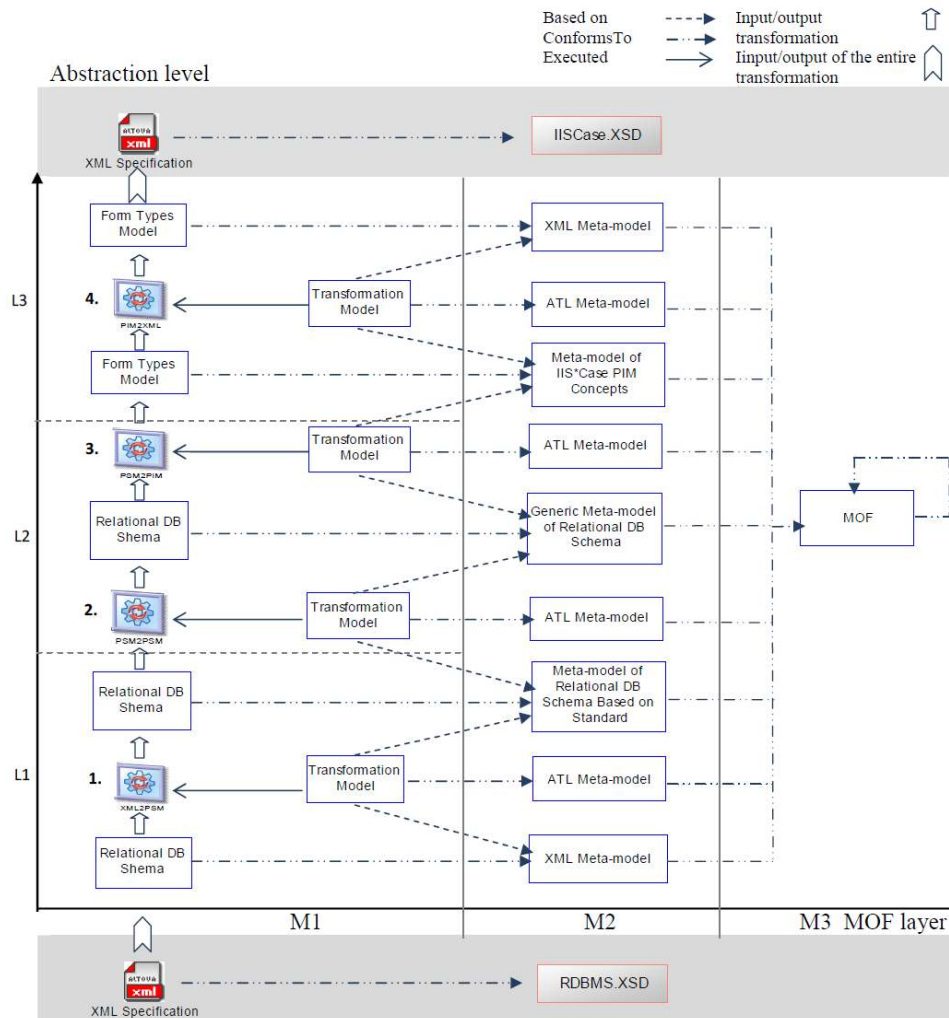 Based on
Input/output
ConformsTo
transformation
Executed
Iinput/output of the entire
transformation
Abstraction level
ALTOVA
xml
XML Specification
IISCase.XSD
Form Types
Model
XML Meta-model
L3
4.
PIM2XML
Transformation
Model
ATL Meta-model
Form Types
Model
Meta-model of
IIS*Case PIM
Concepts
3.
PSM2PIM
Transformation
Model
ATL Meta-model
L2
Relational DB
Shema
Generic Meta-model
of Relational DB
Schema
MOF
2.
PSM2PSM
Transformation
Model
ATL Meta-model
Relational DB
Shema
Meta-model of
Relational DB
Schema Based on
Standard
L1
1.
XML2PSM
Transformation
Model
ATL Meta-model
Relational DB
Shema
XML Meta-model
M1
M2
M3 MOF layer
ALTOVA
xml
XML Specification
RDBMS.XSD